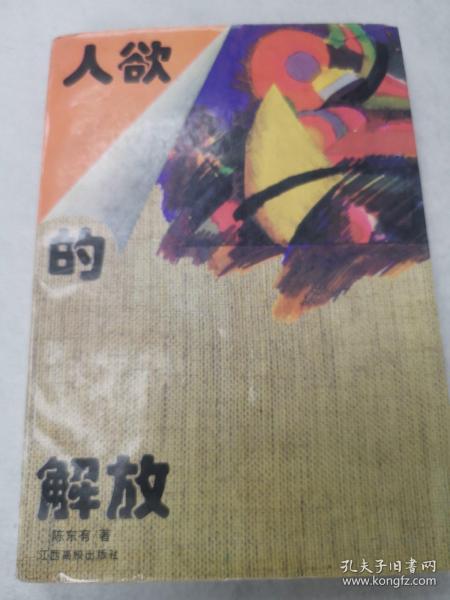 人欲
的
解放
陈东有 著
江西高校出版社
孔夫子旧书网
www.kongfz.com